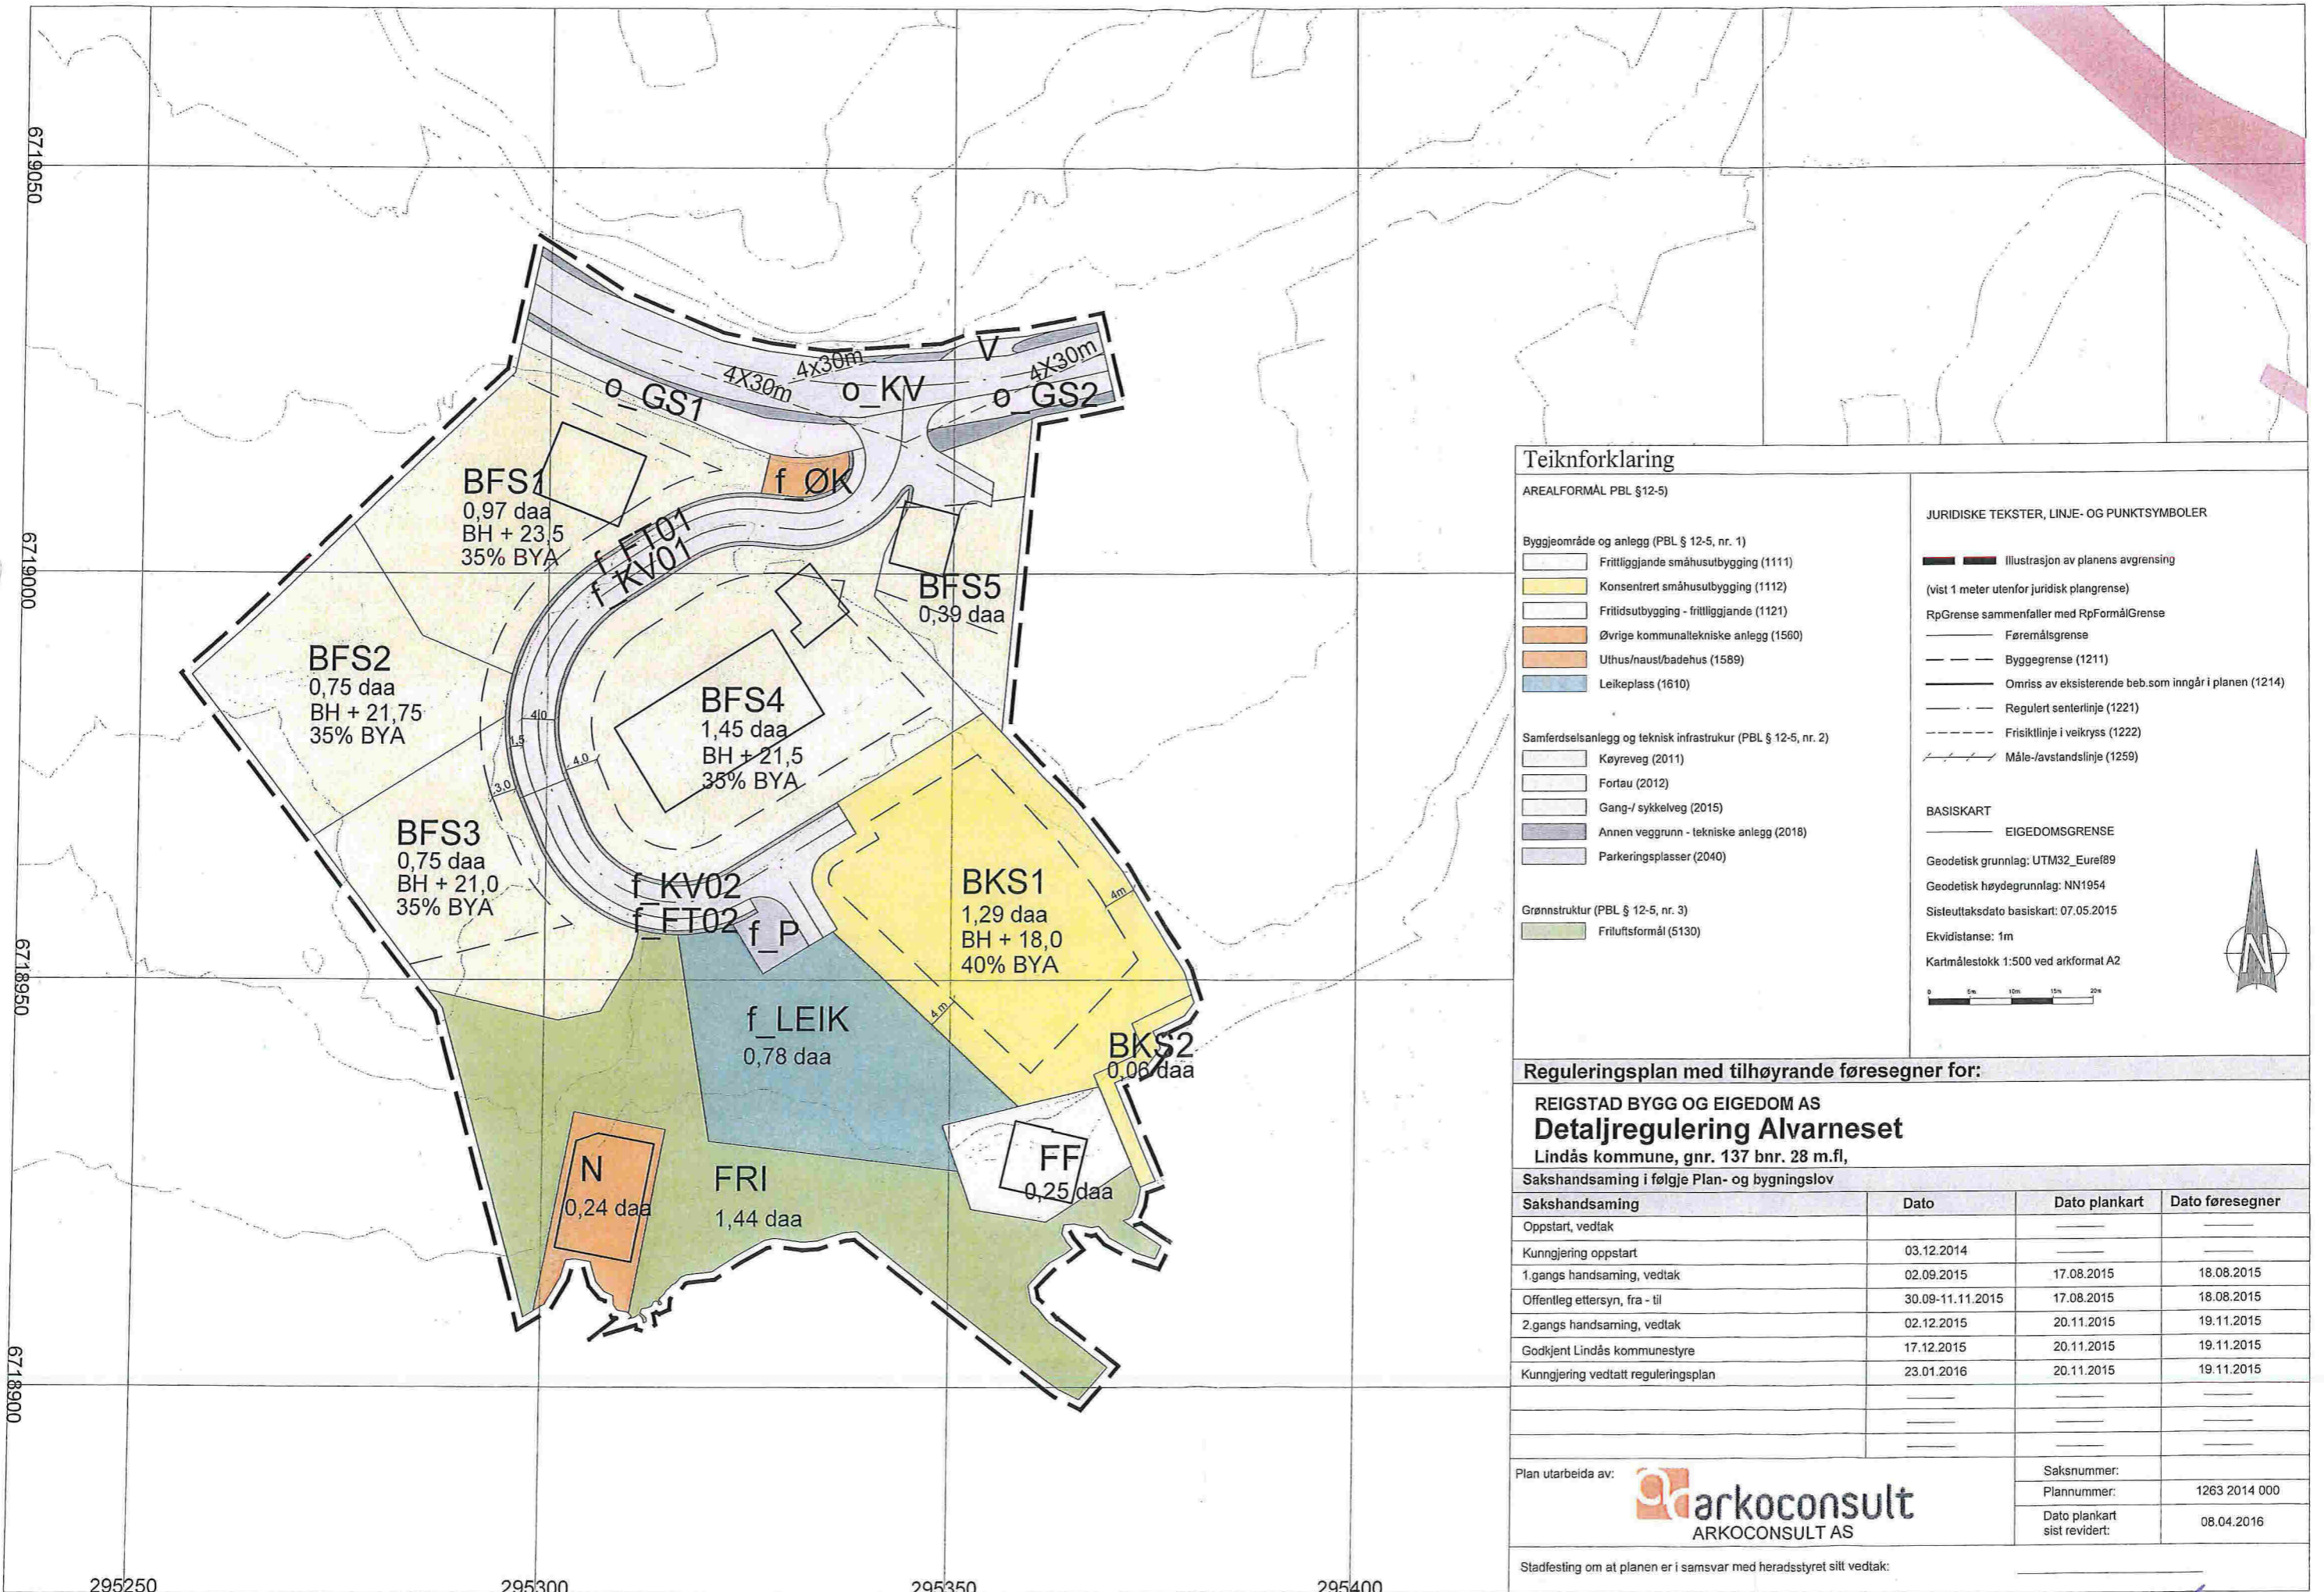 6719050
6719000
6718950
6718900
295250
295300
295350
295400
4x30m
4X30m
V
4X30m
o_GS1
o_KV
o_GS2
f_ØK
BFS1
0,97 daa
BH + 23,5
35% BYA
f_FT01
f_KV01
BFS5
0,39 daa
BFS2
0,75 daa
BH + 21,75
35% BYA
4,0
1,5
4,0
3,0
BFS4
1,45 daa
BH + 21,5
35% BYA
BFS3
0,75 daa
BH + 21,0
35% BYA
f_KV02
f_FT02
f_P
BKS1
1,29 daa
BH + 18,0
40% BYA
4m
4 m
f_LEIK
0,78 daa
BKS2
0,06 daa
N
0,24 daa
FRI
1,44 daa
FF
0,25 daa
Teiknforklaring
AREALFORMÅL PBL §12-5)
Byggjeområde og anlegg (PBL § 12-5, nr. 1)
Frittliggjande småhusutbygging (1111)
Konsentrert småhusutbygging (1112)
Fritidsutbygging - frittliggjande (1121)
Øvrige kommunaltekniske anlegg (1560)
Uthus/naust/badehus (1589)
Leikeplass (1610)
Samferdselsanlegg og teknisk infrastrukur (PBL § 12-5, nr. 2)
Køyreveg (2011)
Fortau (2012)
Gang-/ sykkelveg (2015)
Annen veggrunn - tekniske anlegg (2018)
Parkeringsplasser (2040)
Grønnstruktur (PBL § 12-5, nr. 3)
Friluftsformål (5130)
JURIDISKE TEKSTER, LINJE- OG PUNKTSYMBOLER
Illustrasjon av planens avgrensing
(vist 1 meter utenfor juridisk plangrense)
RpGrense sammenfaller med RpFormålGrense
Føremålsgrense
Byggegrense (1211)
Omriss av eksisterende beb.som inngår i planen (1214)
Regulert senterlinje (1221)
Frisiktlinje i veikryss (1222)
Måle-/avstandslinje (1259)
BASISKART
EIGEDOMSGRENSE
Geodetisk grunnlag: UTM32_Euref89
Geodetisk høydegrunnlag: NN1954
Sisteuttaksdato basiskart: 07.05.2015
Ekvidistanse: 1m
Kartmålestokk 1:500 ved arkformat A2
0 5m 10m 15m 20m
N
Reguleringsplan med tilhøyrande føresegner for:
REIGSTAD BYGG OG EIGEDOM AS
Detaljregulering Alvarneset
Lindås kommune, gnr. 137 bnr. 28 m.fl,
Sakshandsaming i følgje Plan- og bygningslov
Sakshandsaming Dato Dato plankart Dato føresegner
Oppstart, vedtak
Kunngjering oppstart 03.12.2014
1.gangs handsaming, vedtak 02.09.2015 17.08.2015 18.08.2015
Offentleg ettersyn, fra - til 30.09-11.11.2015 17.08.2015 18.08.2015
2.gangs handsaming, vedtak 02.12.2015 20.11.2015 19.11.2015
Godkjent Lindås kommunestyre 17.12.2015 20.11.2015 19.11.2015
Kunngjering vedtatt reguleringsplan 23.01.2016 20.11.2015 19.11.2015
Plan utarbeida av:
arkoconsult
ARKOCONSULT AS
Saksnummer:
Plannummer: 1263 2014 000
Dato plankart
sist revidert: 08.04.2016
Stadfesting om at planen er i samsvar med heradsstyret sitt vedtak: